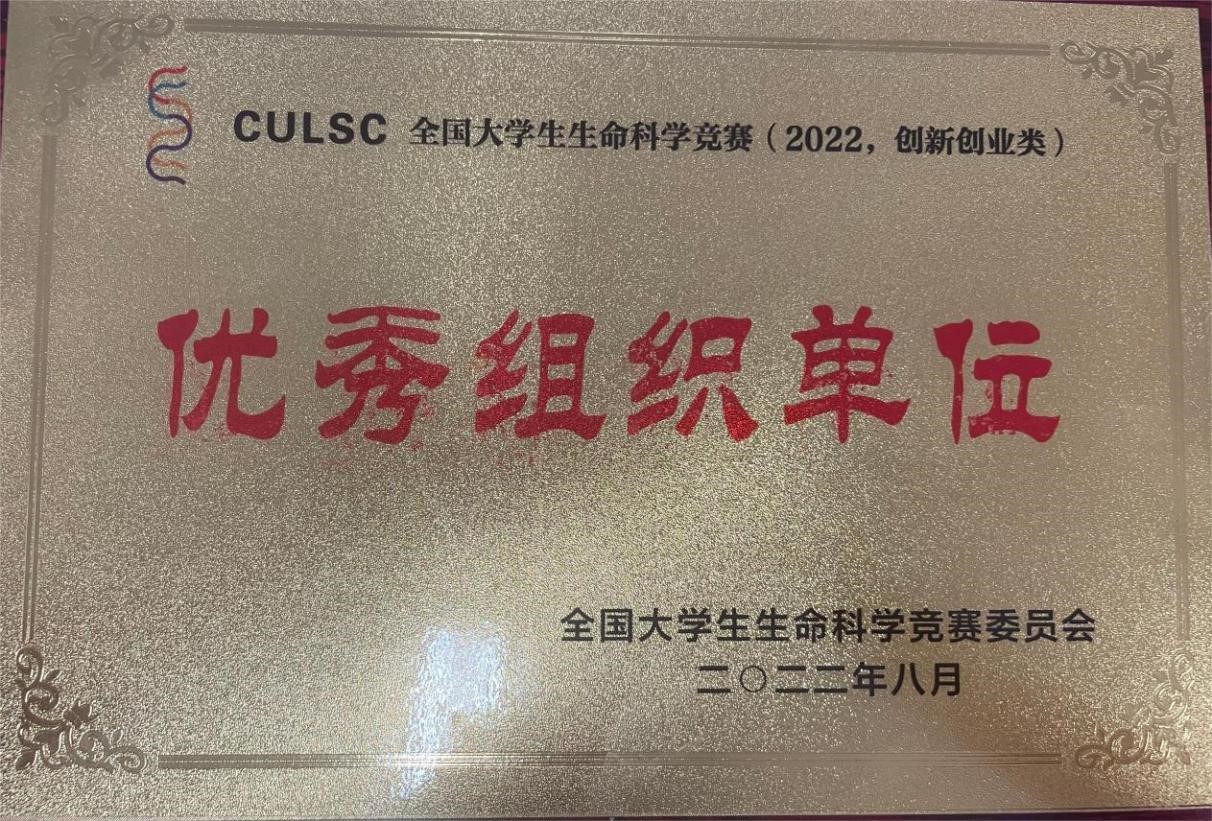 CULSC 全国大学生生命科学竞赛（2022，创新创业类）
优秀组织单位
全国大学生生命科学竞赛委员会
二〇二二年八月